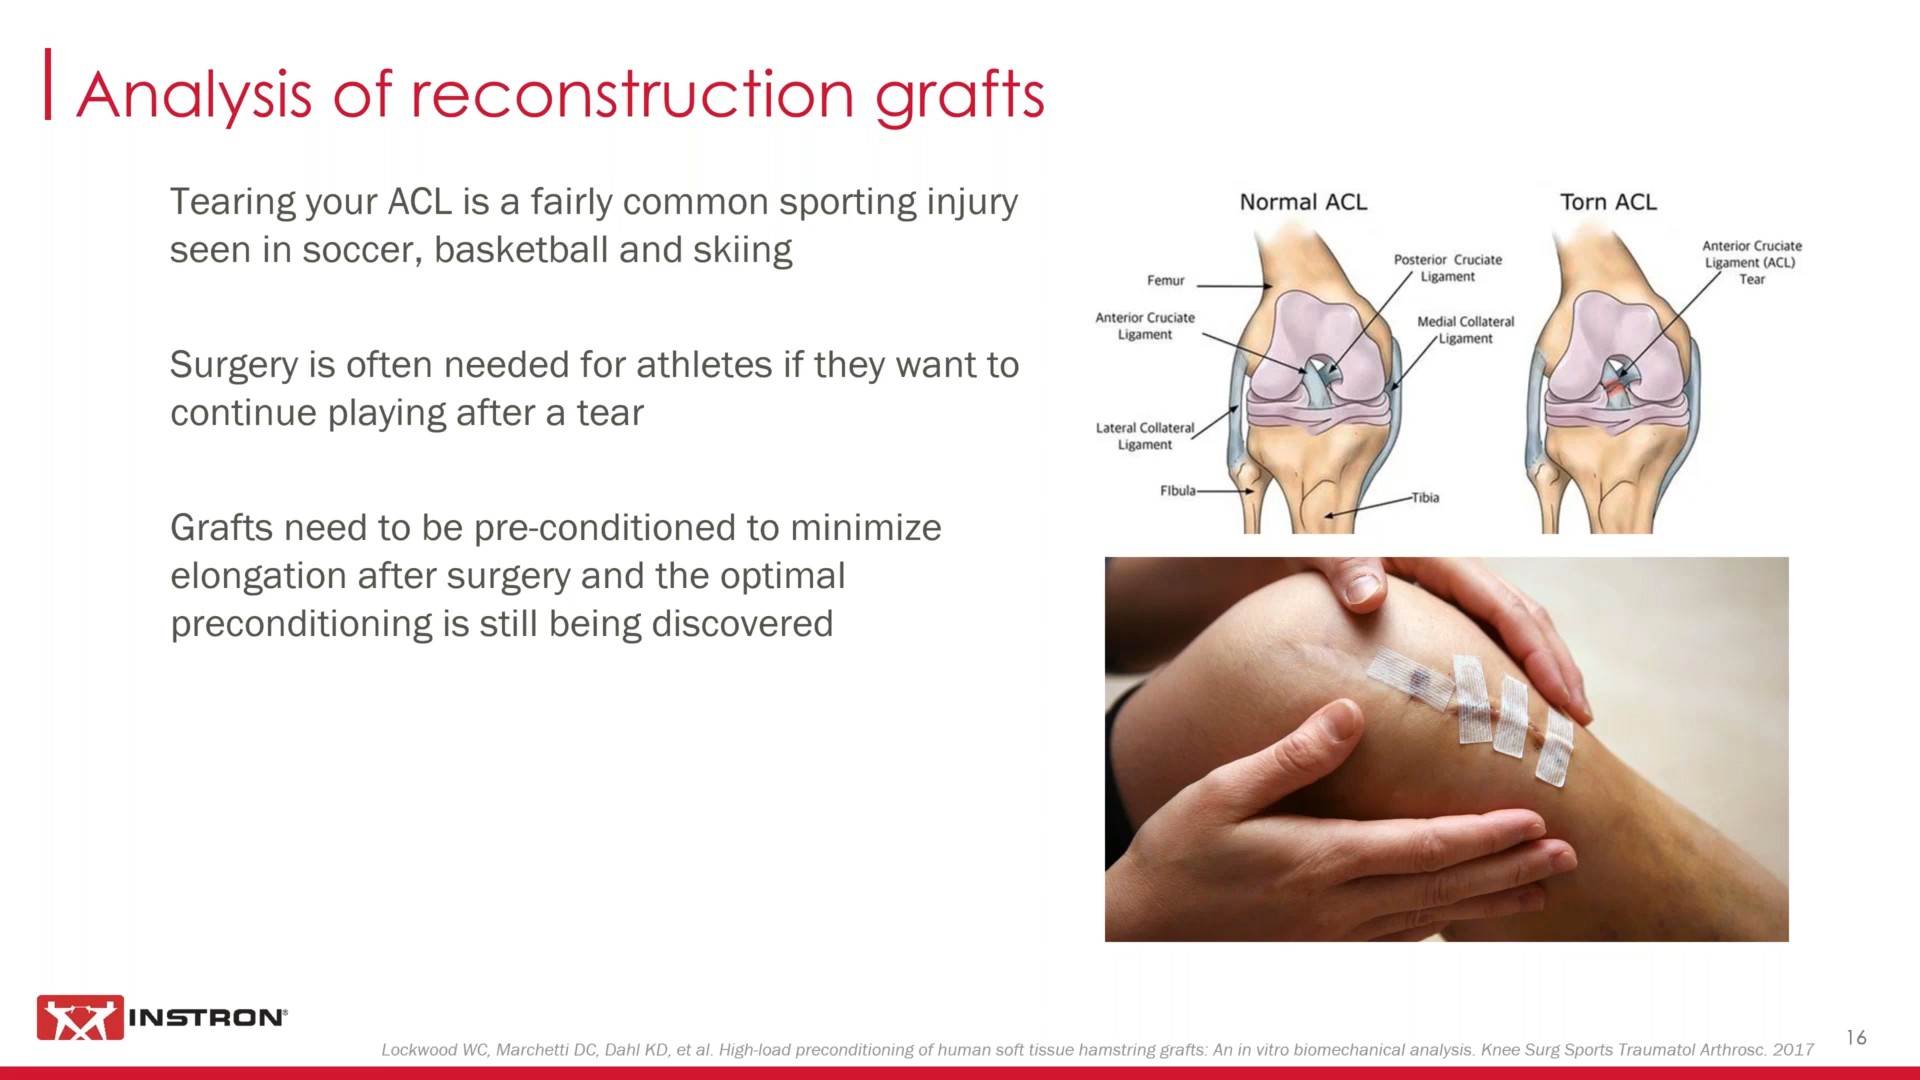 Analysis of reconstruction grafts
Tearing your ACL is a fairly common sporting injury
seen in soccer, basketball and skiing
Surgery is often needed for athletes if they want to
continue playing after a tear
Grafts need to be pre-conditioned to minimize
elongation after surgery and the optimal
preconditioning is still being discovered
Normal ACL
Femur
Anterior Cruciate
Ligament
Lateral Collateral
Ligament
FIbula
Posterior Cruciate
Ligament
Medial Collateral
Ligament
Tibia
Torn ACL
Anterior Cruciate
Ligament (ACL)
Tear
INSTRON®
Lockwood WC, Marchetti DC, Dahl KD, et al. High-load preconditioning of human soft tissue hamstring grafts: An in vitro biomechanical analysis. Knee Surg Sports Traumatol Arthrosc. 2017
16